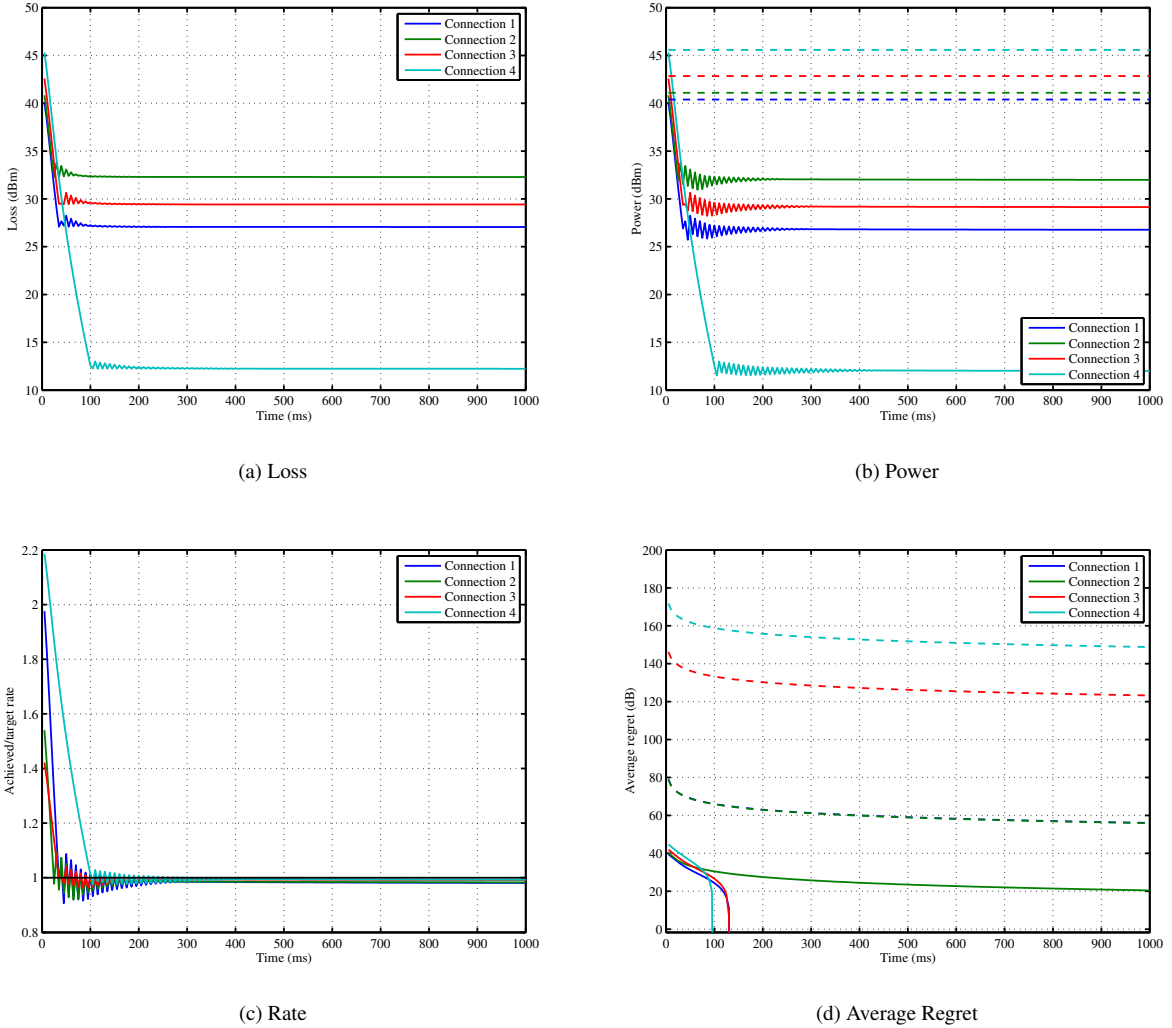 50
45
40
35
30
25
20
15
10
Loss (dBm)
0 100 200 300 400 500 600 700 800 900 1000
Time (ms)
Connection 1
Connection 2
Connection 3
Connection 4
(a) Loss
50
45
40
35
30
25
20
15
10
Power (dBm)
0 100 200 300 400 500 600 700 800 900 1000
Time (ms)
Connection 1
Connection 2
Connection 3
Connection 4
(b) Power
2.2
2
1.8
1.6
1.4
1.2
1
0.8
Achieved/target rate
0 100 200 300 400 500 600 700 800 900 1000
Time (ms)
Connection 1
Connection 2
Connection 3
Connection 4
(c) Rate
200
180
160
140
120
100
80
60
40
20
0
Average regret (dB)
0 100 200 300 400 500 600 700 800 900 1000
Time (ms)
Connection 1
Connection 2
Connection 3
Connection 4
(d) Average Regret